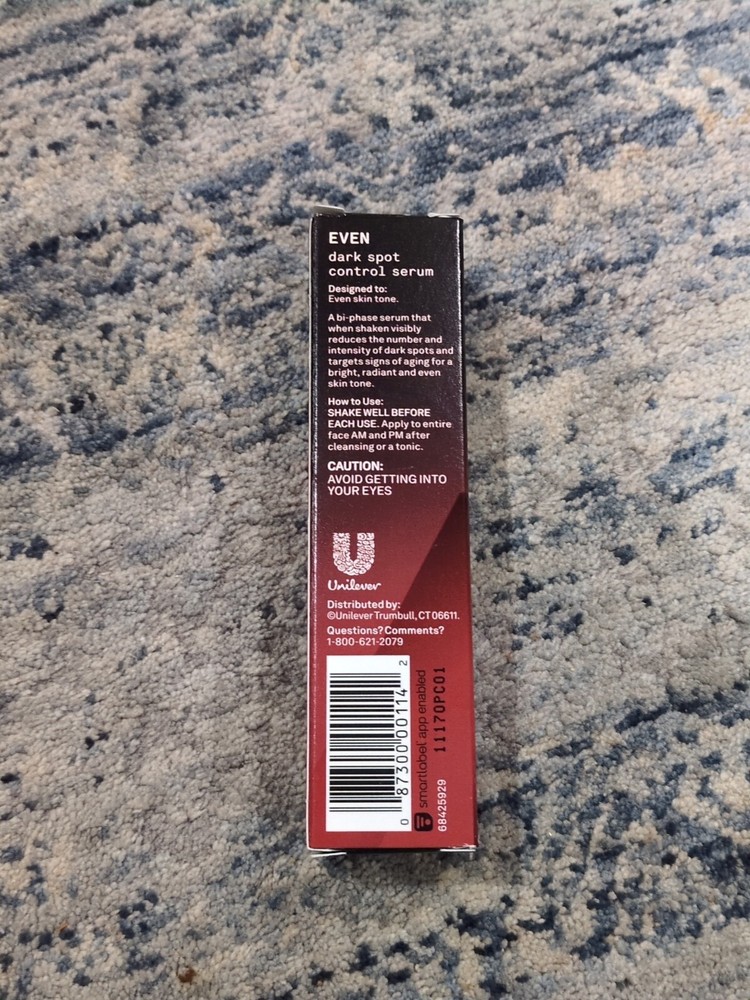 EVEN
dark spot
control serum
Designed to:
Even skin tone.
A bi-phase serum that
when shaken visibly
reduces the number and
intensity of dark spots and
targets signs of aging for a
bright, radiant and even
skin tone.
How to Use:
SHAKE WELL BEFORE
EACH USE. Apply to entire
face AM and PM after
cleansing or a tonic.
CAUTION:
AVOID GETTING INTO
YOUR EYES
U
Unilever
Distributed by:
©Unilever Trumbull, CT 06611.
Questions? Comments?
1-800-621-2079
0 87300 00114 2
smartlabel app enabled
11170PC01
68425929